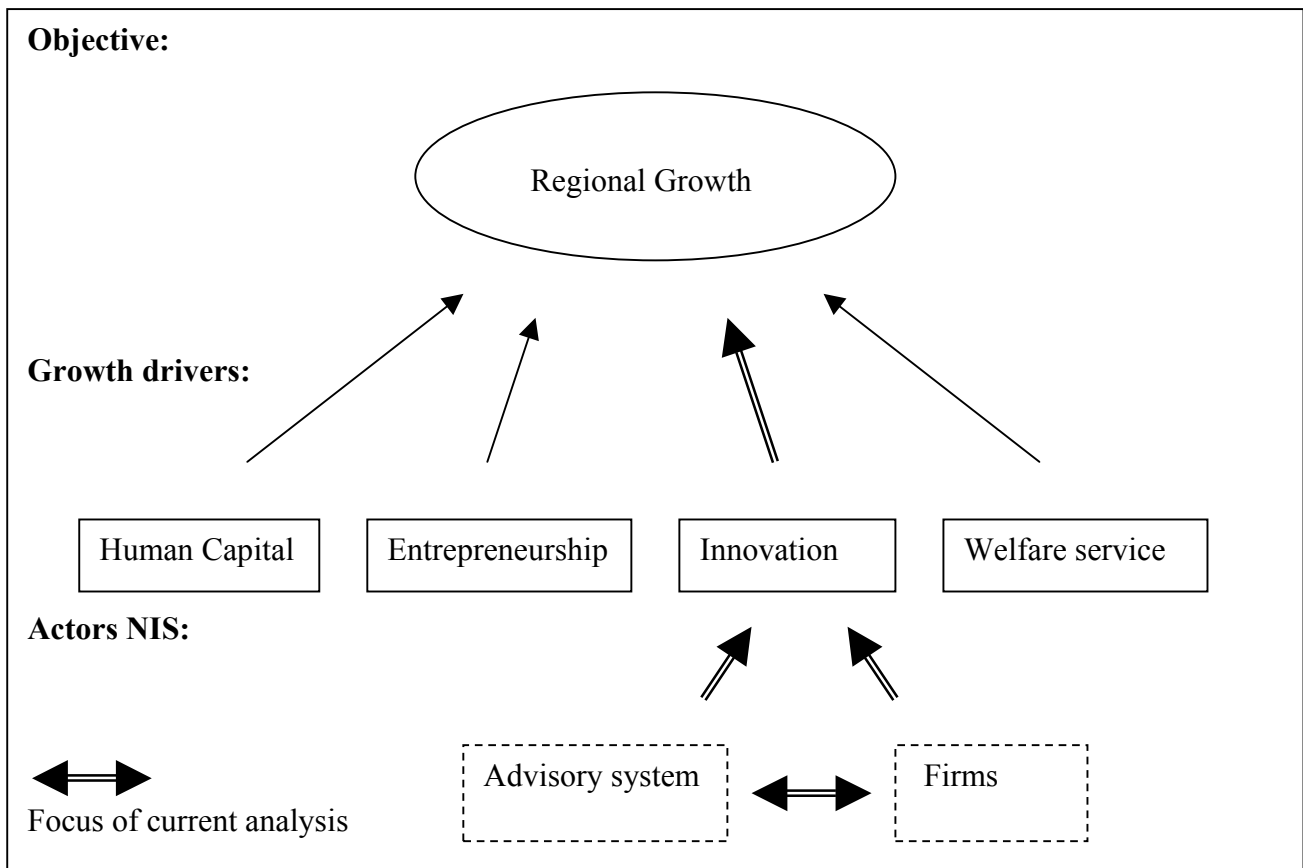 Objective:
Regional Growth
Growth drivers:
Human Capital
Entrepreneurship
Innovation
Welfare service
Actors NIS:
Advisory system
Firms
Focus of current analysis